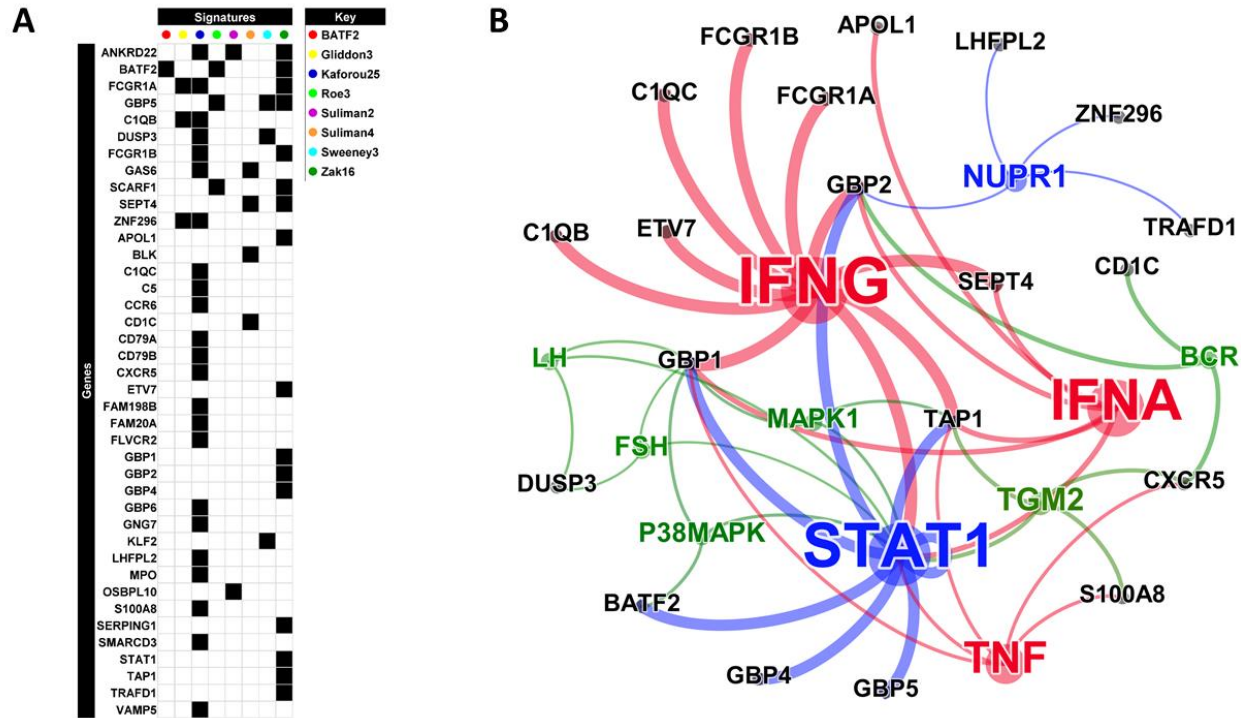 A
Signatures
Key
BATF2
Gliddon3
Kaforou25
Roe3
Suliman2
Suliman4
Sweeney3
Zak16
Genes
ANKRD22
BATF2
FCGR1A
GBP5
C1QB
DUSP3
FCGR1B
GAS6
SCARF1
SEPT4
ZNF296
APOL1
BLK
C1QC
C5
CCR6
CD1C
CD79A
CD79B
CXCR5
ETV7
FAM198B
FAM20A
FLVCR2
GBP1
GBP2
GBP4
GBP6
GNG7
KLF2
LHFPL2
MPO
OSBPL10
S100A8
SERPING1
SMARCD3
STAT1
TAP1
TRAFD1
VAMP5
B
APOL1
FCGR1B
LHFPL2
C1QC
FCGR1A
ZNF296
NUPR1
GBP2
TRAFD1
C1QB
ETV7
CD1C
IFNG
SEPT4
LH
GBP1
BCR
IFNA
MAPK1
TAP1
FSH
DUSP3
CXCR5
TGM2
P38MAPK
STAT1
BATF2
S100A8
TNF
GBP4
GBP5